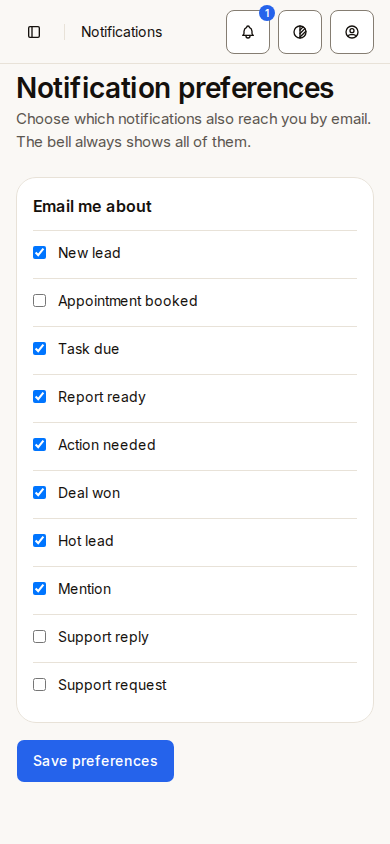 Notifications
1
Notification preferences
Choose which notifications also reach you by email.
The bell always shows all of them.
Email me about
New lead
Appointment booked
Task due
Report ready
Action needed
Deal won
Hot lead
Mention
Support reply
Support request
Save preferences